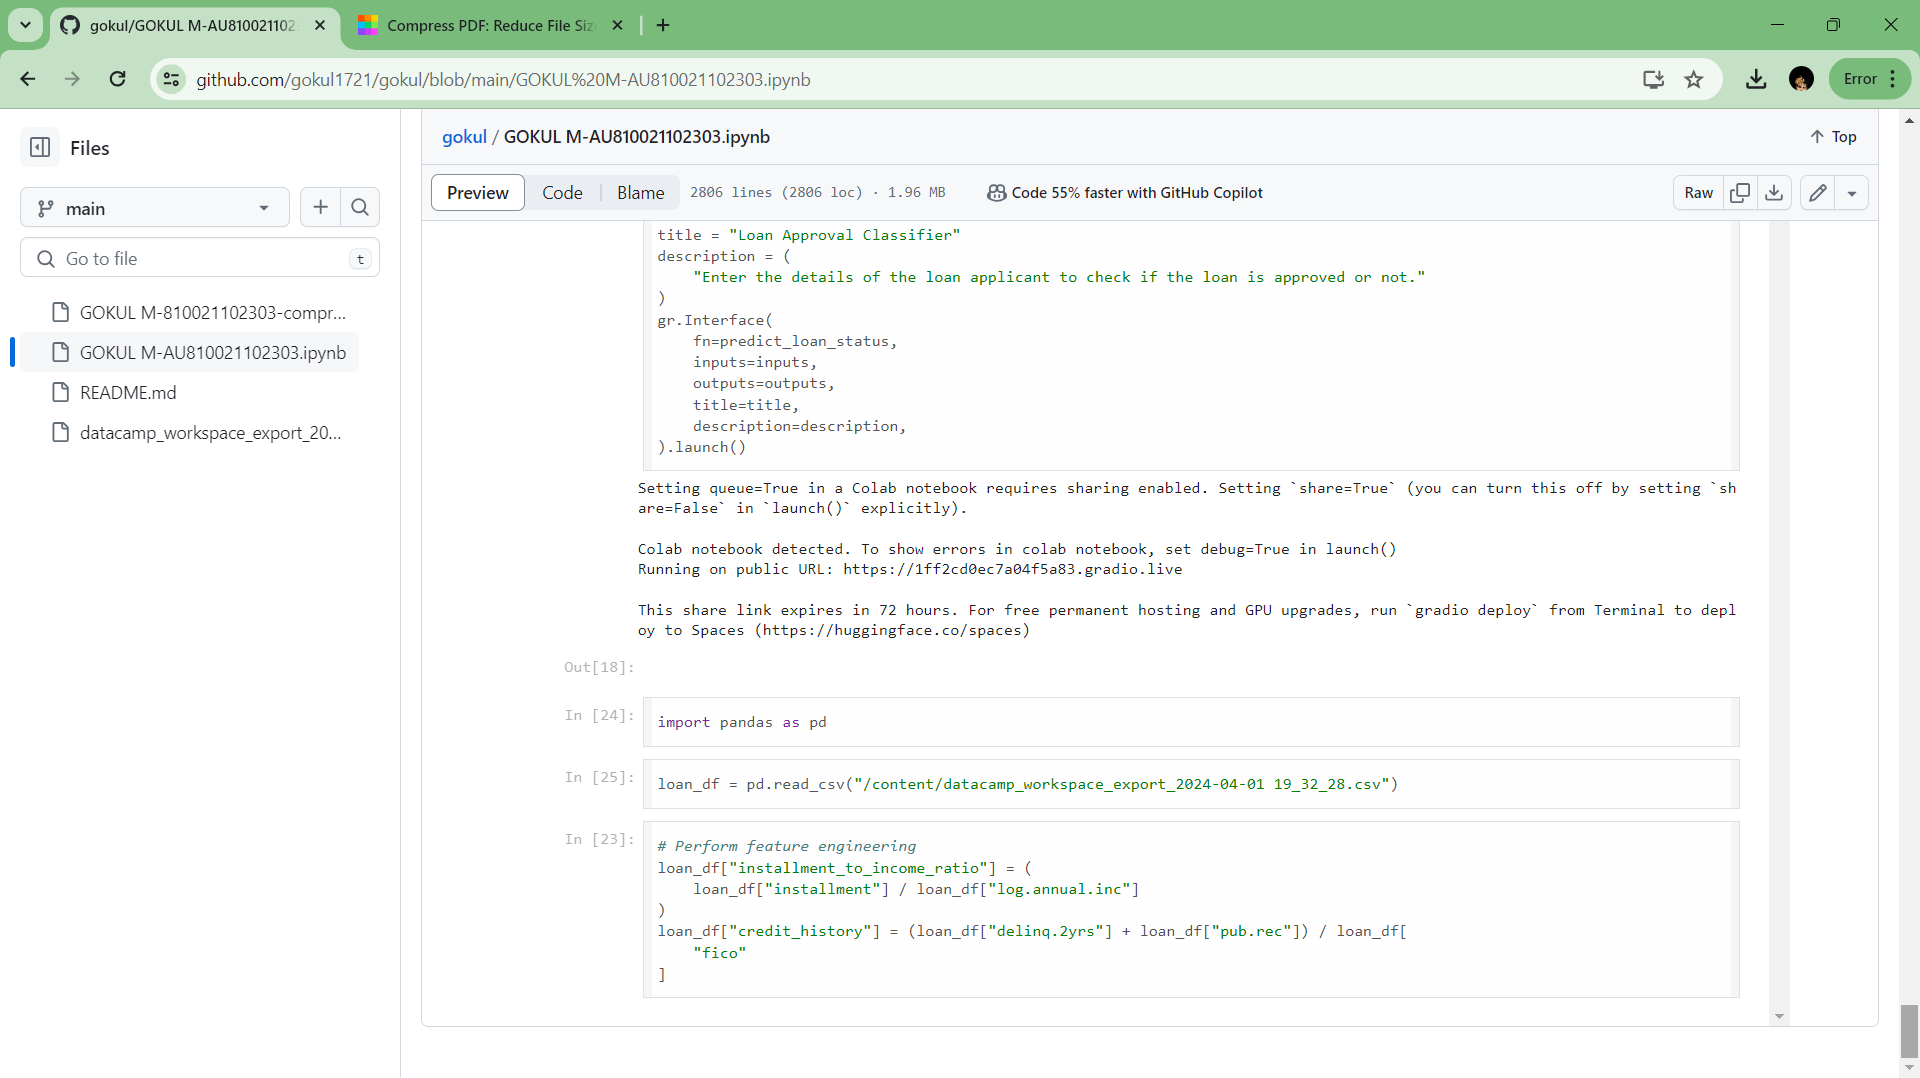 gokul/GOKUL M-AU810021102
Compress PDF: Reduce File Siz
github.com/gokul1721/gokul/blob/main/GOKUL%20M-AU810021102303.ipynb
Error
Files
main
Go to file
t
GOKUL M-810021102303-compr...
GOKUL M-AU810021102303.ipynb
README.md
datacamp_workspace_export_20...
gokul / GOKUL M-AU810021102303.ipynb
Top
Preview
Code
Blame
2806 lines (2806 loc) · 1.96 MB
Code 55% faster with GitHub Copilot
Raw
title = "Loan Approval Classifier"
description = (
    "Enter the details of the loan applicant to check if the loan is approved or not."
)
gr.Interface(
    fn=predict_loan_status,
    inputs=inputs,
    outputs=outputs,
    title=title,
    description=description,
).launch()
Setting queue=True in a Colab notebook requires sharing enabled. Setting `share=True` (you can turn this off by setting `sh
are=False` in `launch()` explicitly).
Colab notebook detected. To show errors in colab notebook, set debug=True in launch()
Running on public URL: https://1ff2cd0ec7a04f5a83.gradio.live
This share link expires in 72 hours. For free permanent hosting and GPU upgrades, run `gradio deploy` from Terminal to depl
oy to Spaces (https://huggingface.co/spaces)
Out[18]:
In [24]:
import pandas as pd
In [25]:
loan_df = pd.read_csv("/content/datacamp_workspace_export_2024-04-01 19_32_28.csv")
In [23]:
# Perform feature engineering
loan_df["installment_to_income_ratio"] = (
    loan_df["installment"] / loan_df["log.annual.inc"]
)
loan_df["credit_history"] = (loan_df["delinq.2yrs"] + loan_df["pub.rec"]) / loan_df[
    "fico"
]